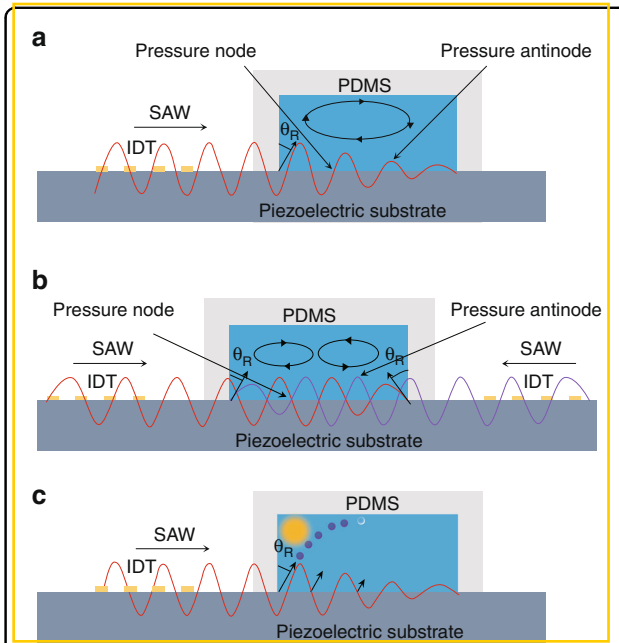 a
Pressure node
Pressure antinode
PDMS
SAW
θR
IDT
Piezoelectric substrate
b
Pressure node
Pressure antinode
PDMS
SAW
θR
θR
SAW
IDT
IDT
Piezoelectric substrate
c
PDMS
SAW
θR
IDT
Piezoelectric substrate